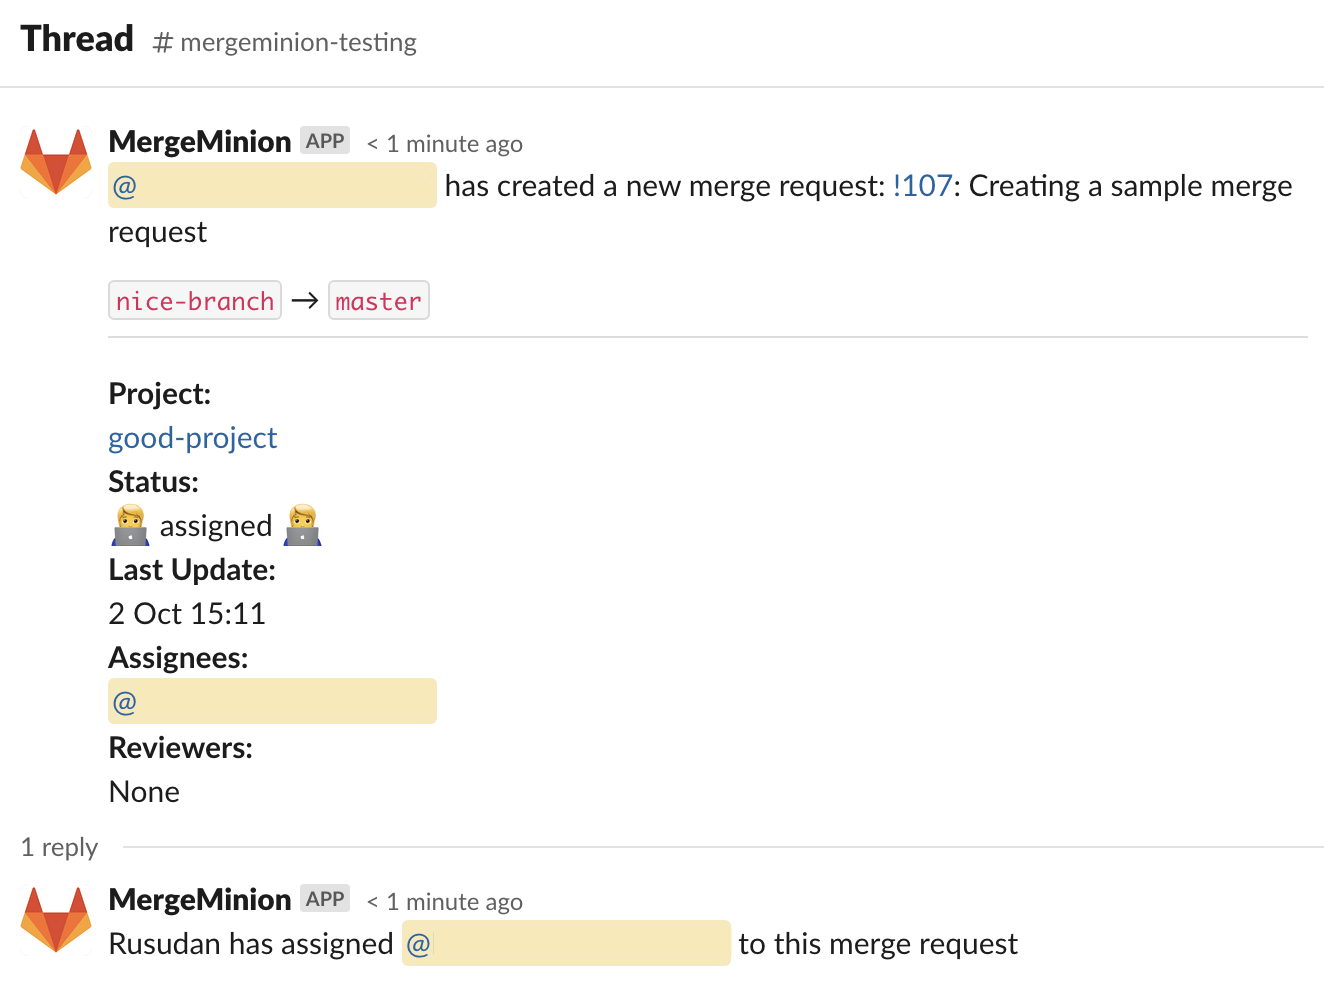 Thread # mergeminion-testing
MergeMinion APP < 1 minute ago
@ has created a new merge request: !107: Creating a sample merge
request
nice-branch → master
Project:
good-project
Status:
assigned
Last Update:
2 Oct 15:11
Assignees:
@
Reviewers:
None
1 reply
MergeMinion APP < 1 minute ago
Rusudan has assigned @ to this merge request